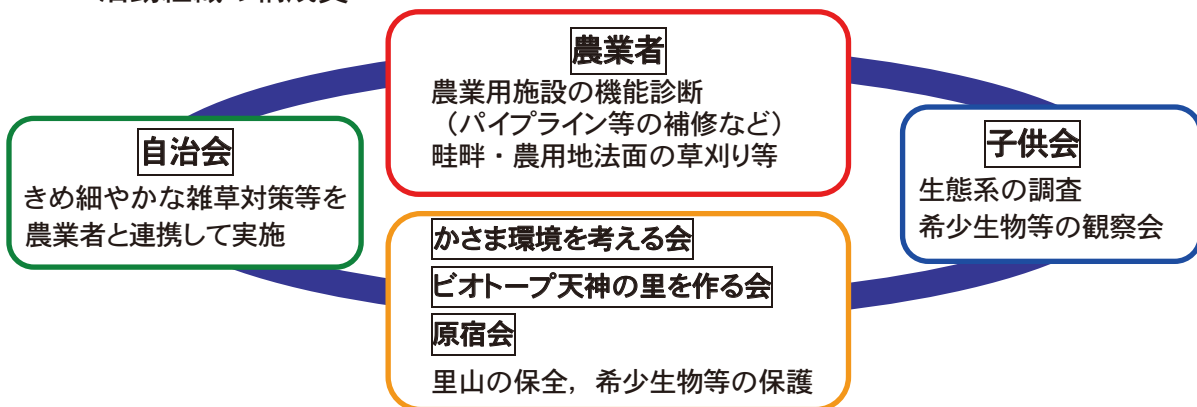 農業者
農業用施設の機能診断
（パイプライン等の補修など）
畦畔・農用地法面の草刈り等
自治会
きめ細やかな雑草対策等を
農業者と連携して実施
子供会
生態系の調査
希少生物等の観察会
かさま環境を考える会
ビオトープ天神の里を作る会
原宿会
里山の保全，希少生物等の保護